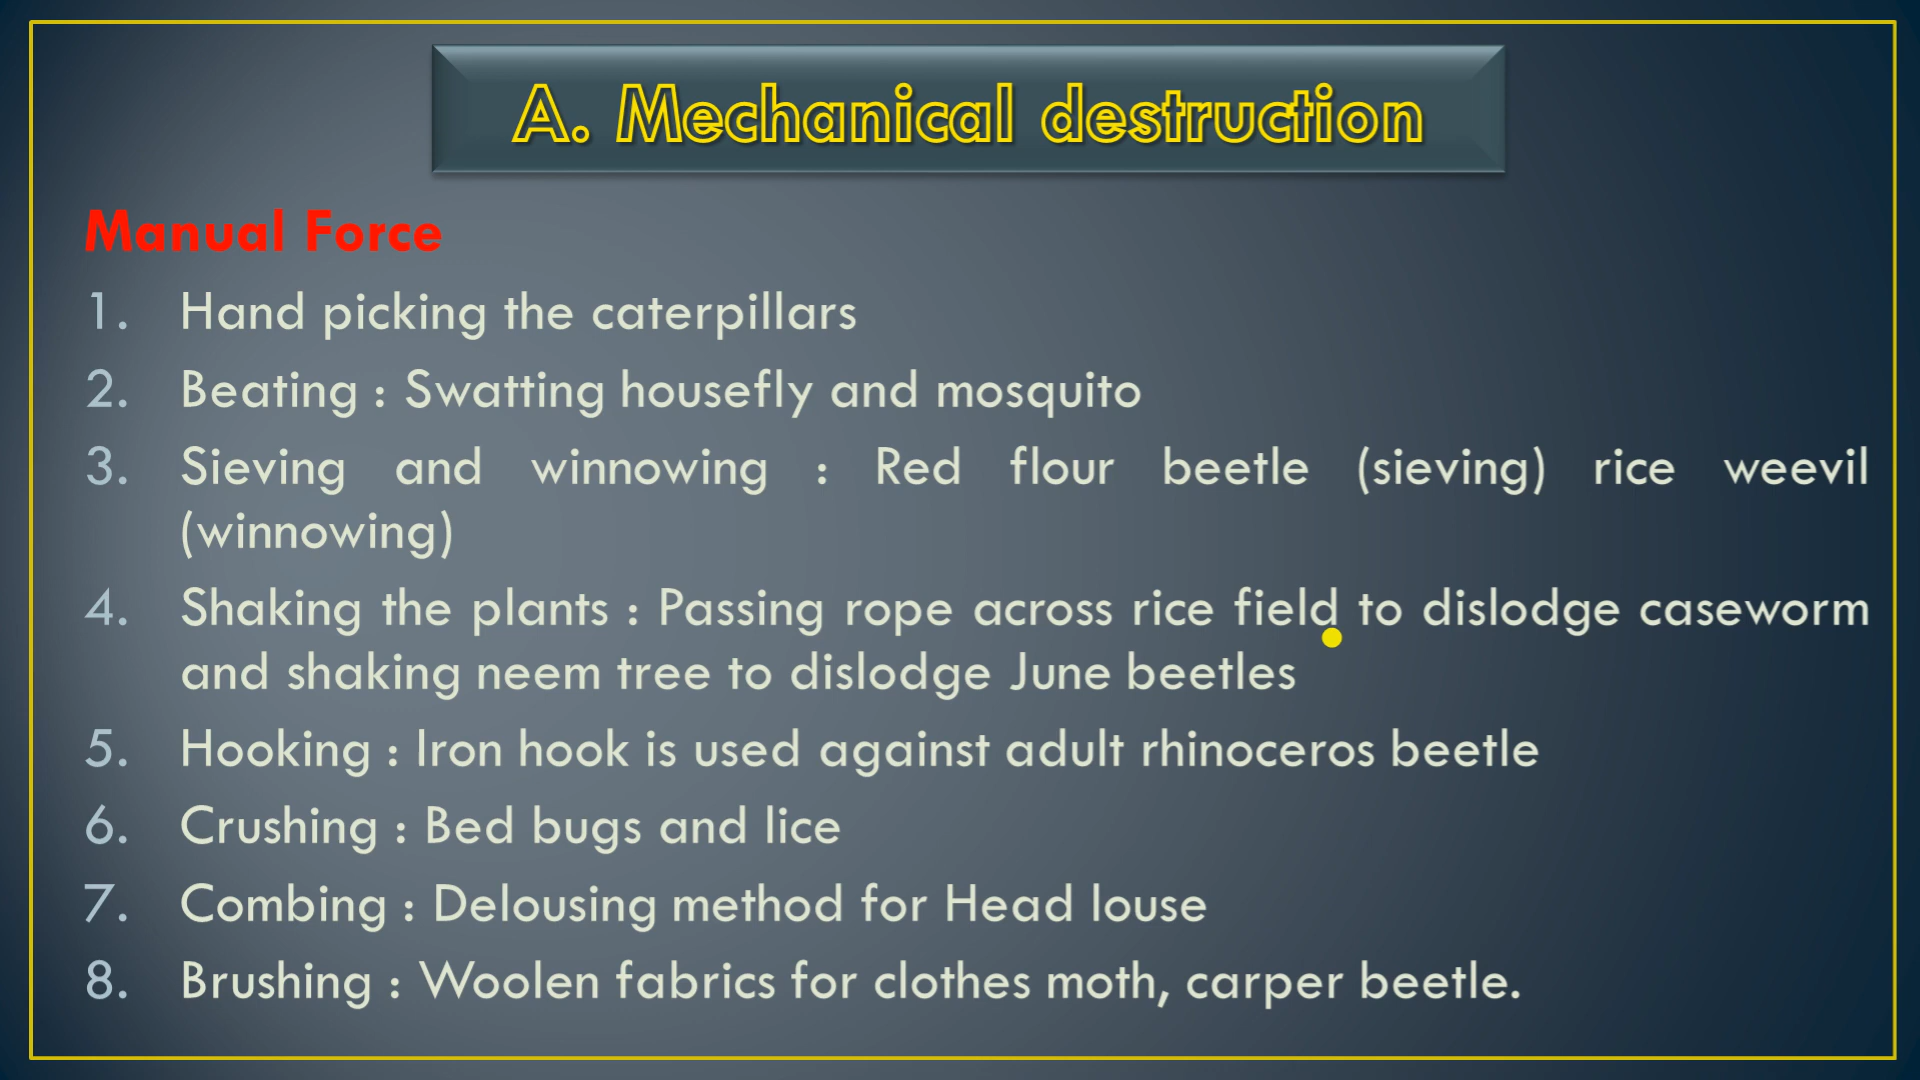 A. Mechanical destruction
Manual Force
1. Hand picking the caterpillars
2. Beating : Swatting housefly and mosquito
3. Sieving and winnowing : Red flour beetle (sieving) rice weevil
(winnowing)
4. Shaking the plants : Passing rope across rice field to dislodge caseworm
and shaking neem tree to dislodge June beetles
5. Hooking : Iron hook is used against adult rhinoceros beetle
6. Crushing : Bed bugs and lice
7. Combing : Delousing method for Head louse
8. Brushing : Woolen fabrics for clothes moth, carper beetle.